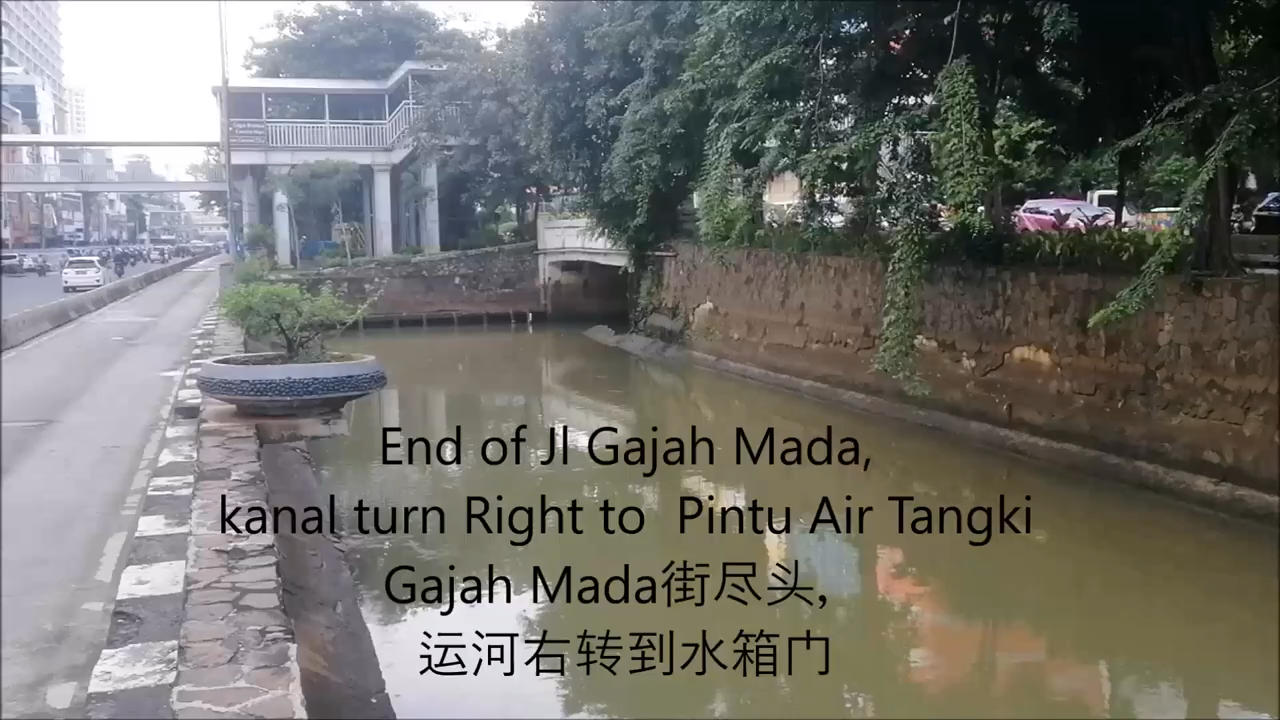 End of Jl Gajah Mada,
kanal turn Right to Pintu Air Tangki
Gajah Mada街尽头,
运河右转到水箱门